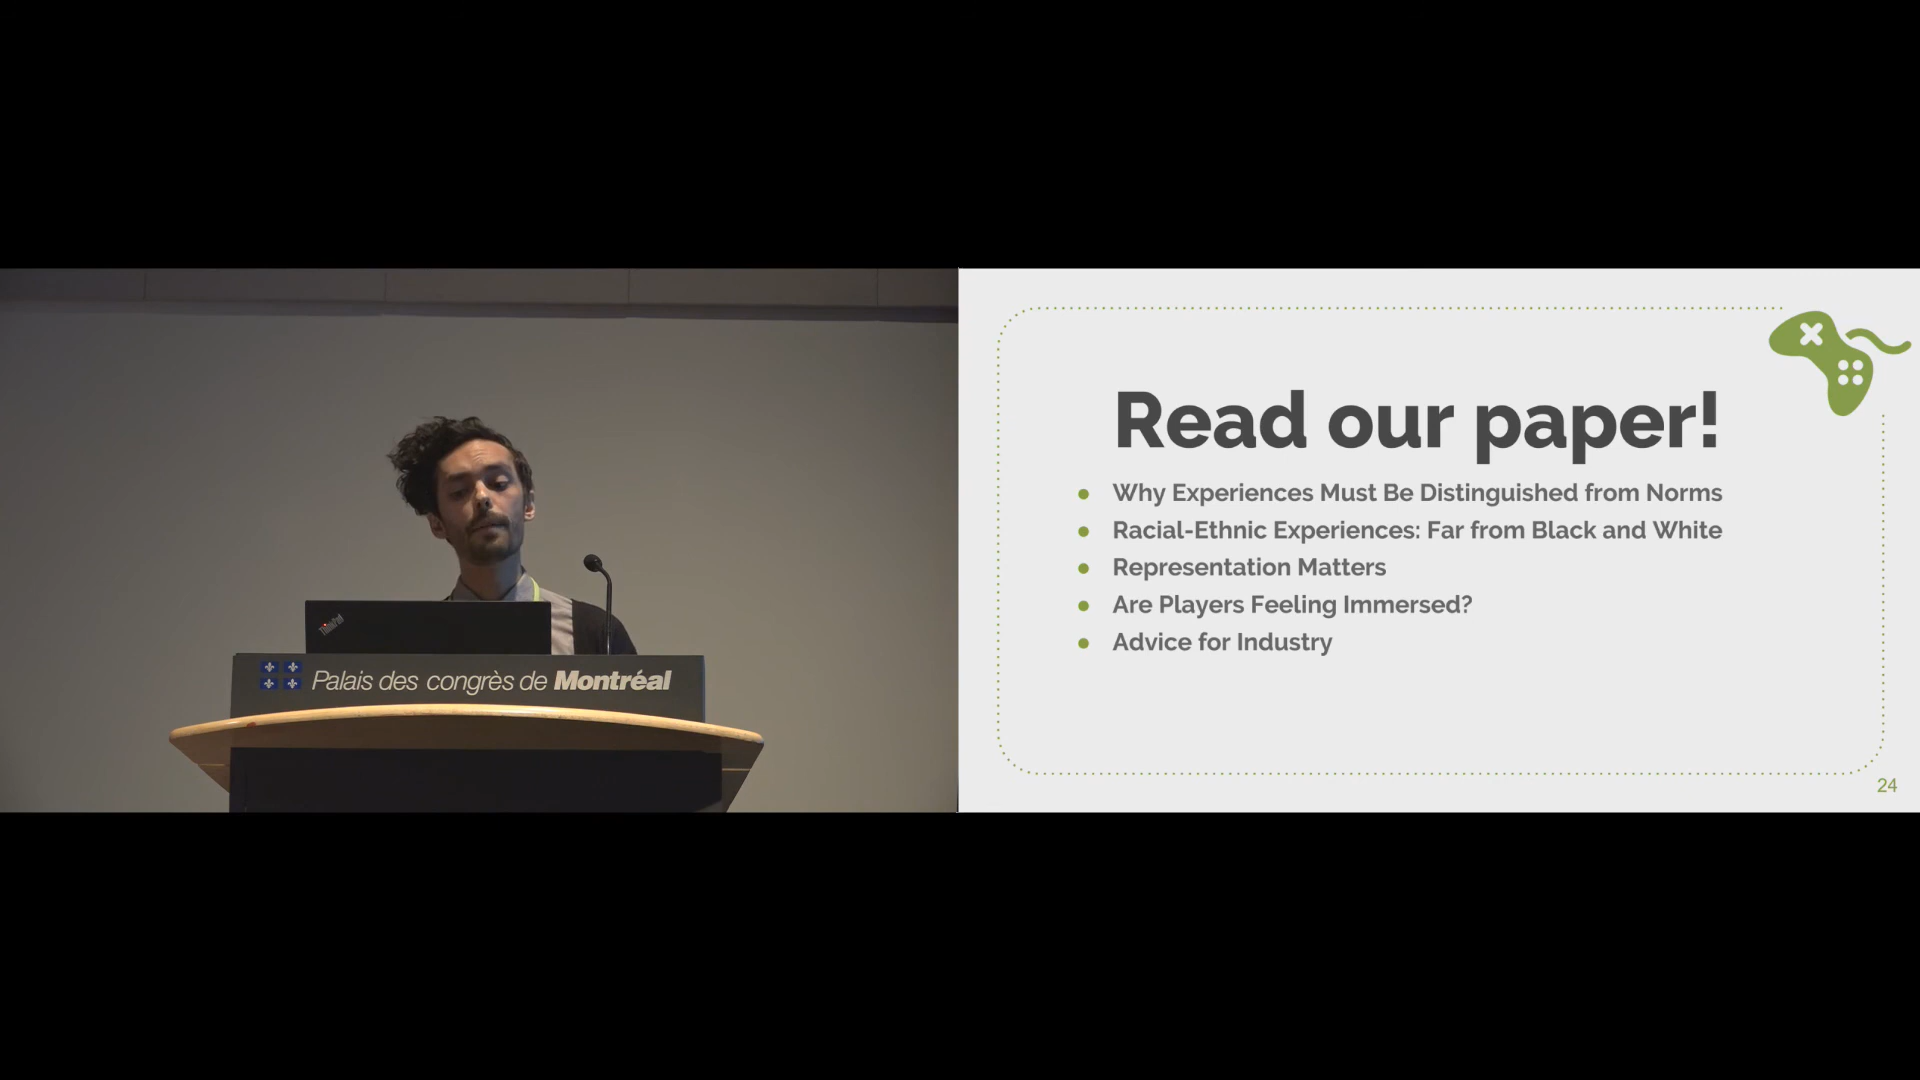 ThinkPad
Palais des congrès de Montréal
Read our paper!
Why Experiences Must Be Distinguished from Norms
Racial-Ethnic Experiences: Far from Black and White
Representation Matters
Are Players Feeling Immersed?
Advice for Industry
24